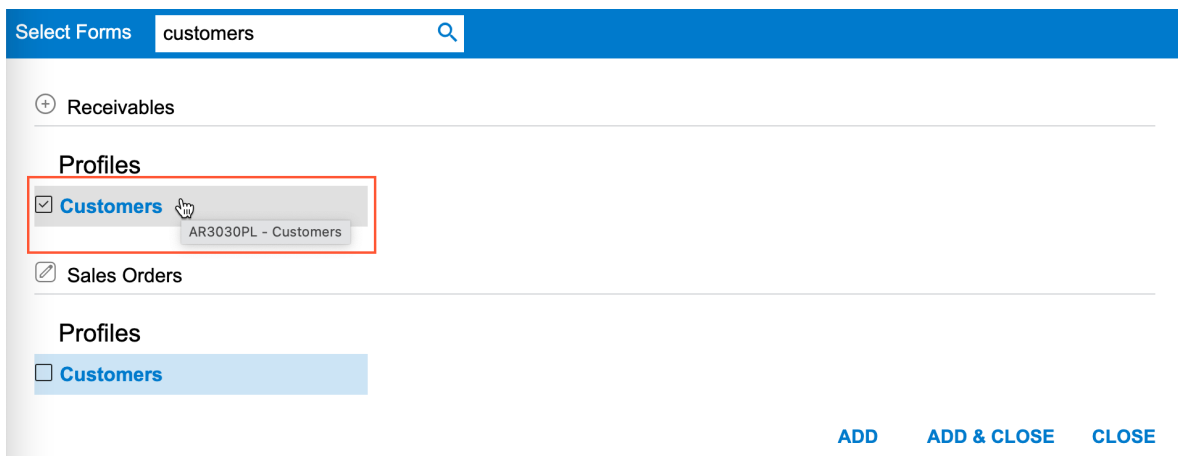 Select Forms customers
Receivables
Profiles
Customers
AR3030PL - Customers
Sales Orders
Profiles
Customers
ADD ADD & CLOSE CLOSE